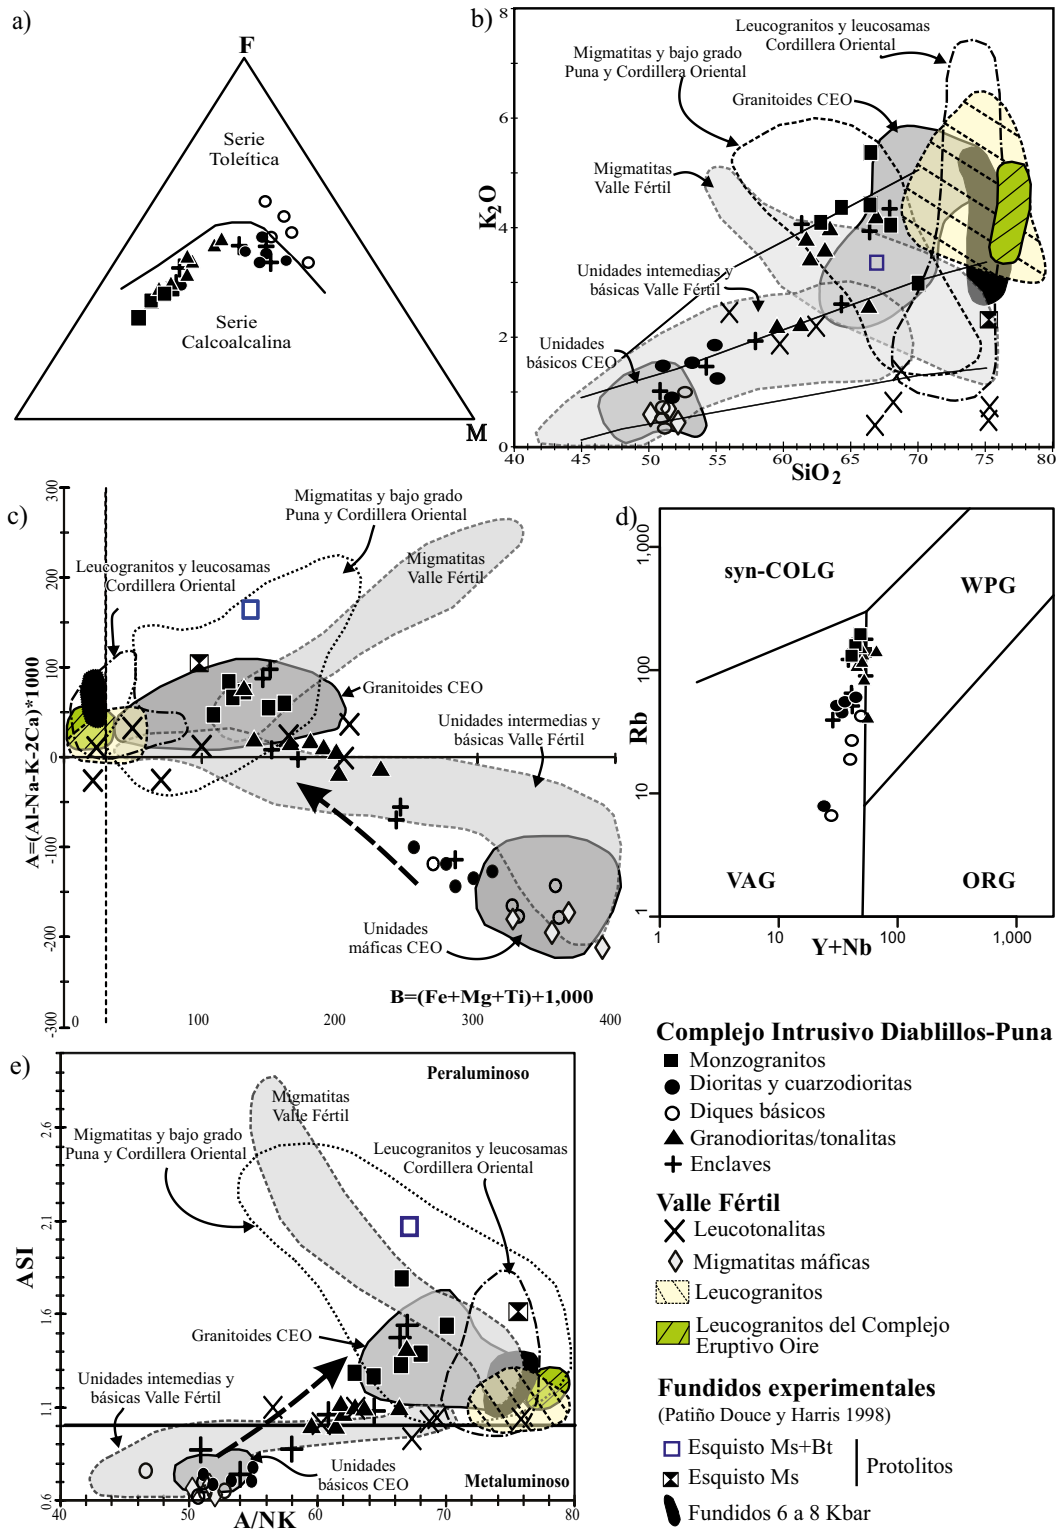 a)
F
Serie
Toleítica
Serie
Calcoalcalina
M
b)
K2O
8
6
4
2
0
40
45
50
55
60
65
70
75
80
SiO2
Leucogranitos y leucosamas
Cordillera Oriental
Migmatitas y bajo grado
Puna y Cordillera Oriental
Granitoides CEO
Migmatitas
Valle Fértil
Unidades intemedias y
básicas Valle Fértil
Unidades
básicos CEO
c)
A=(Al-Na-K-2Ca)*1000
300
200
100
0
-100
-200
-300
0
100
200
300
400
B=(Fe+Mg+Ti)+1,000
Migmatitas y bajo grado
Puna y Cordillera Oriental
Leucogranitos y leucosamas
Cordillera Oriental
Migmatitas
Valle Fértil
Granitoides CEO
Unidades intermedias y
básicas Valle Fértil
Unidades
máficas CEO
d)
Rb
1,000
100
10
1
1
10
100
1,000
Y+Nb
syn-COLG
WPG
VAG
ORG
e)
ASI
2.6
2.1
1.6
1.1
0.6
40
50
60
70
80
A/NK
Peraluminoso
Migmatitas
Valle Fértil
Migmatitas y bajo grado
Puna y Cordillera Oriental
Leucogranitos y leucosamas
Cordillera Oriental
Granitoides CEO
Unidades intemedias y
básicas Valle Fértil
Unidades
básicos CEO
Metaluminoso
Complejo Intrusivo Diablillos-Puna
Monzogranitos
Dioritas y cuarzodioritas
Diques básicos
Granodioritas/tonalitas
Enclaves
Valle Fértil
Leucotonalitas
Migmatitas máficas
Leucogranitos
Leucogranitos del Complejo
Eruptivo Oire
Fundidos experimentales
(Patiño Douce y Harris 1998)
Esquisto Ms+Bt
Esquisto Ms
Protolitos
Fundidos 6 a 8 Kbar